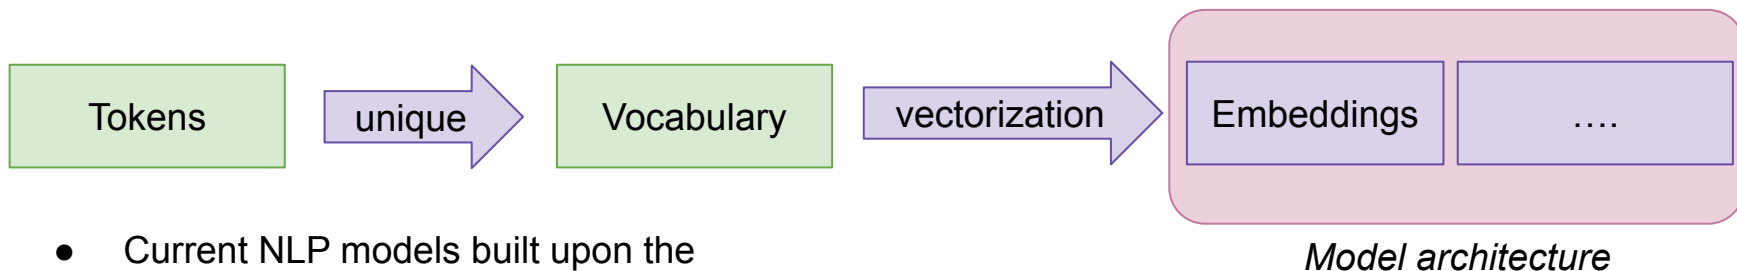 Tokens
unique
Vocabulary
vectorization
Embeddings
....
● Current NLP models built upon the
Model architecture